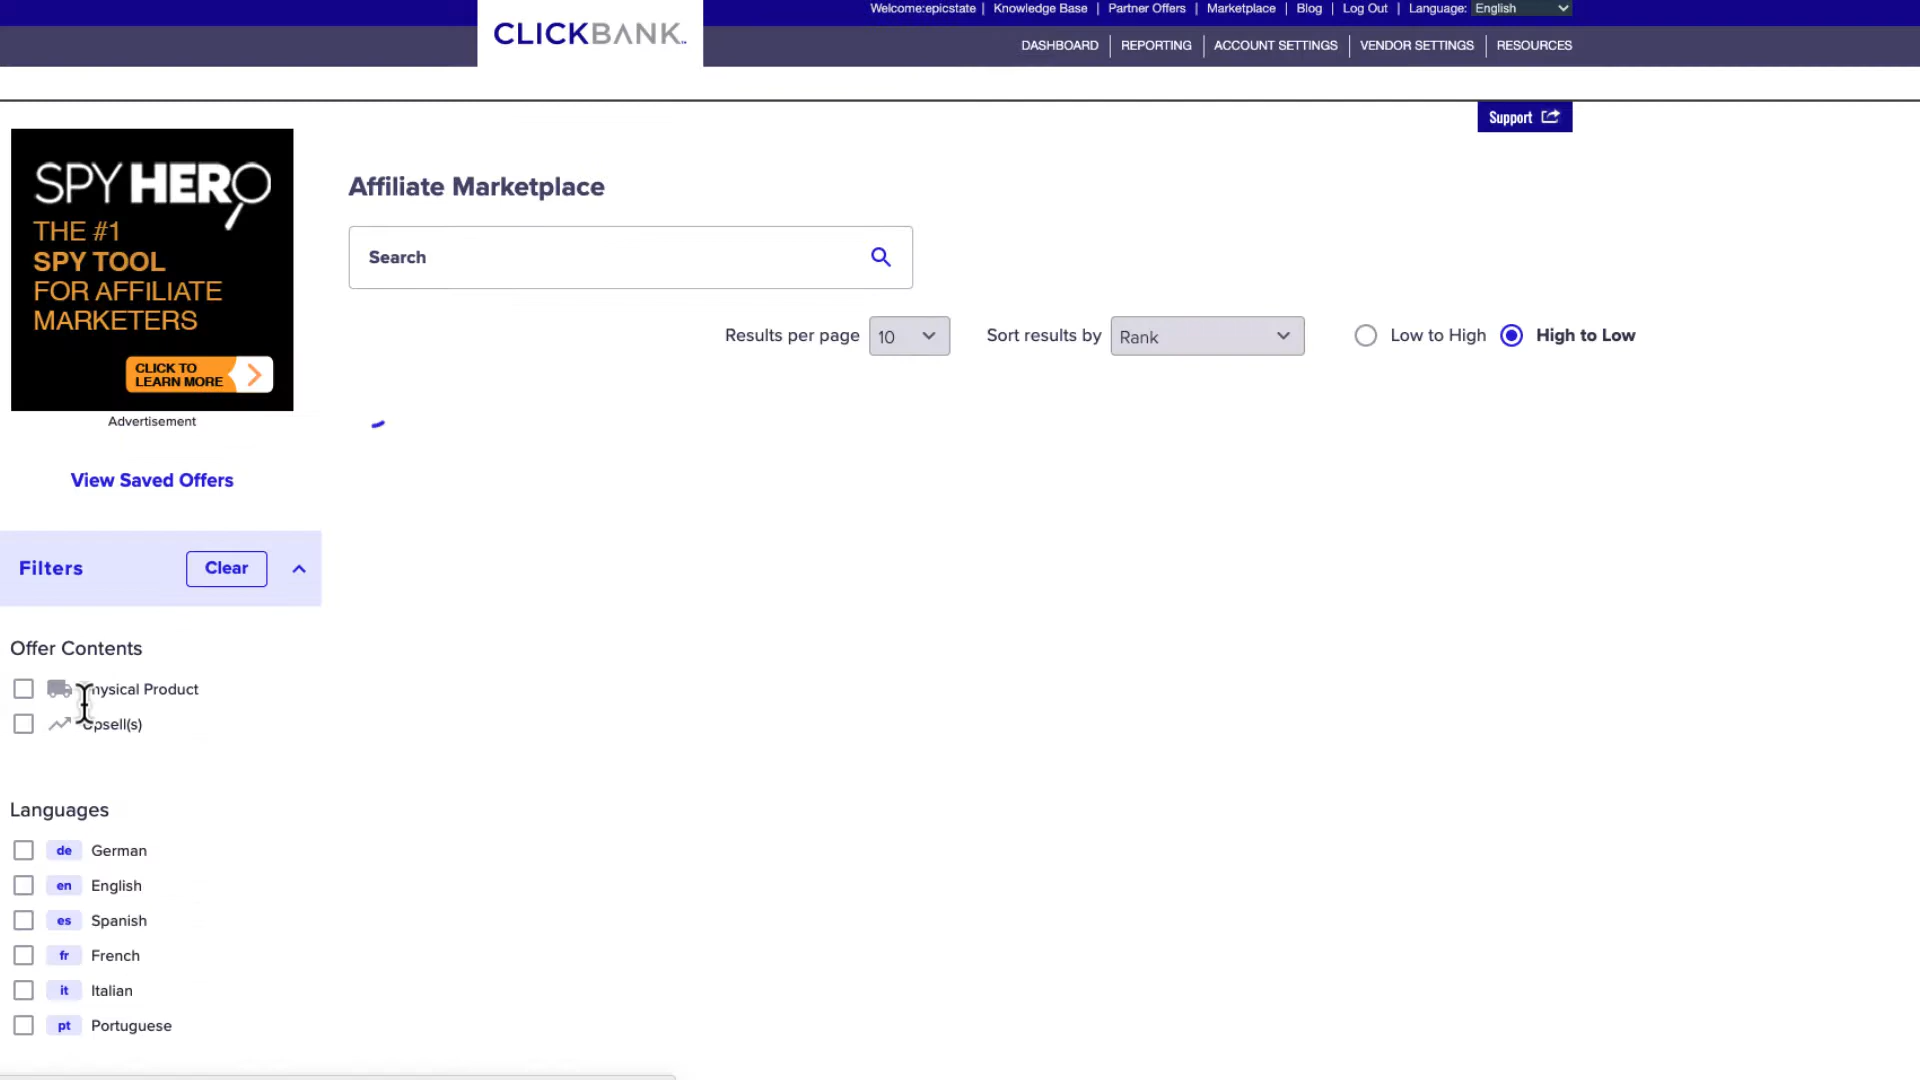 Welcome:epicstate | Knowledge Base | Partner Offers | Marketplace | Blog | Log Out | Language: English
CLICKBANK
DASHBOARD | REPORTING | ACCOUNT SETTINGS | VENDOR SETTINGS | RESOURCES
Support
SPY HERO
THE #1
SPY TOOL
FOR AFFILIATE
MARKETERS
CLICK TO
LEARN MORE
Advertisement
Affiliate Marketplace
Search
Results per page 10 Sort results by Rank Low to High High to Low
View Saved Offers
Filters Clear
Offer Contents
Physical Product
Upsell(s)
Languages
de German
en English
es Spanish
fr French
it Italian
pt Portuguese